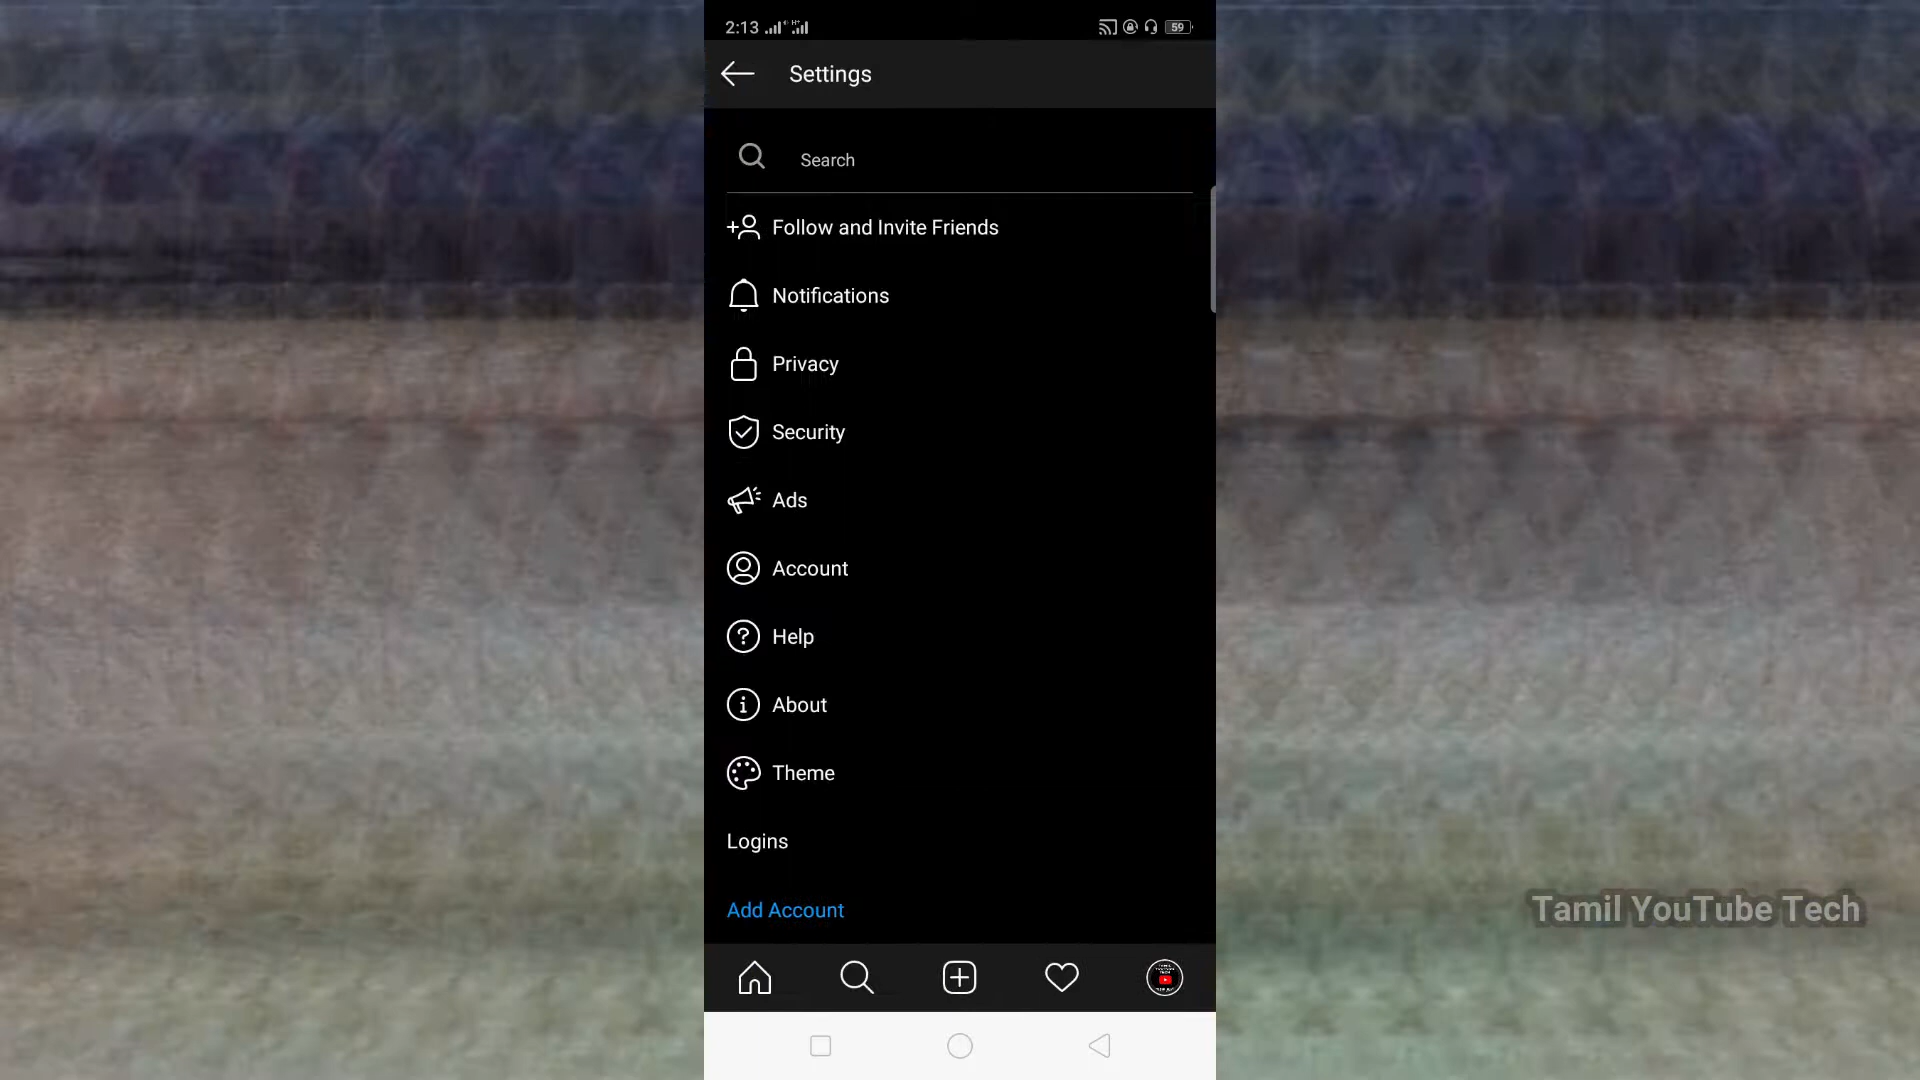 2:13
59
Settings
Search
Follow and Invite Friends
Notifications
Privacy
Security
Ads
Account
Help
About
Theme
Logins
Add Account
Tamil YouTube Tech